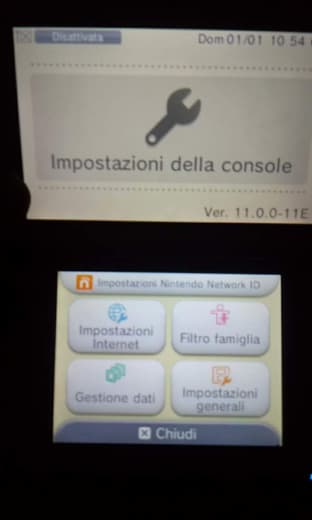 Disattivata
Dom 01/01 10 54
Impostazioni della console
Ver. 11.0.0-11E
Impostazioni Nintendo Network ID
Impostazioni
Internet
Filtro famiglia
Gestione dati
Impostazioni
generali
X Chiudi